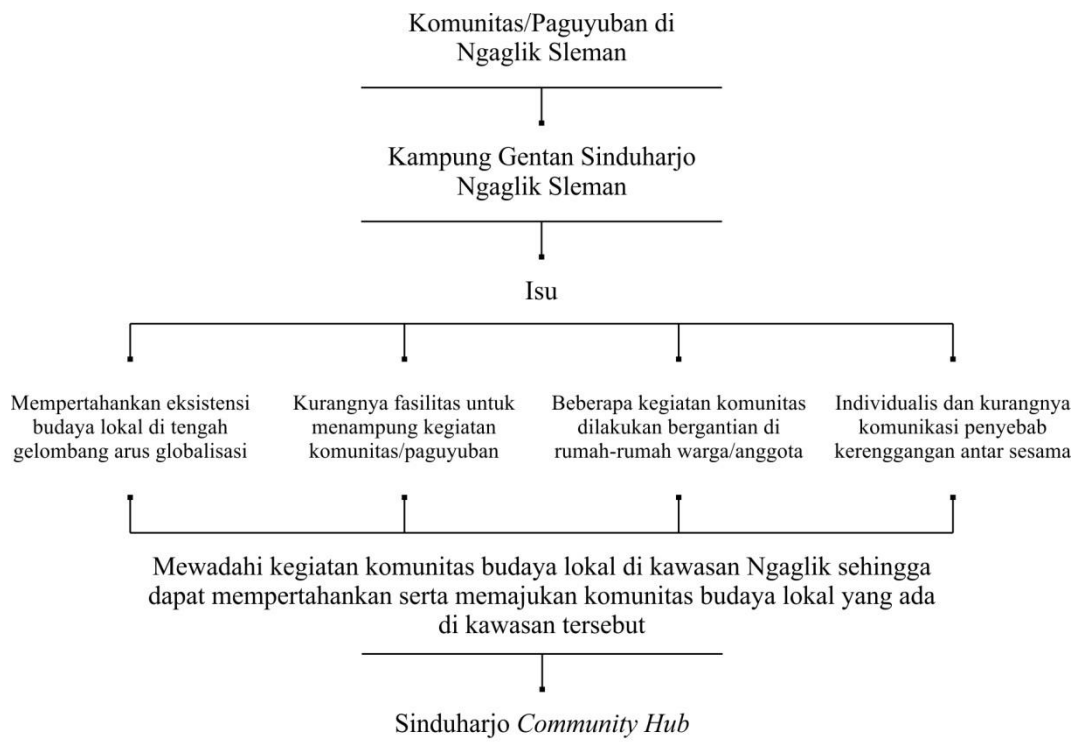 Komunitas/Paguyuban di
Ngaglik Sleman
Kampung Gentan Sinduharjo
Ngaglik Sleman
Isu
Mempertahankan eksistensi
budaya lokal di tengah
gelombang arus globalisasi
Kurangnya fasilitas untuk
menampung kegiatan
komunitas/paguyuban
Beberapa kegiatan komunitas
dilakukan bergantian di
rumah-rumah warga/anggota
Individualis dan kurangnya
komunikasi penyebab
kerenggangan antar sesama
Mewadahi kegiatan komunitas budaya lokal di kawasan Ngaglik sehingga
dapat mempertahankan serta memajukan komunitas budaya lokal yang ada
di kawasan tersebut
Sinduharjo Community Hub